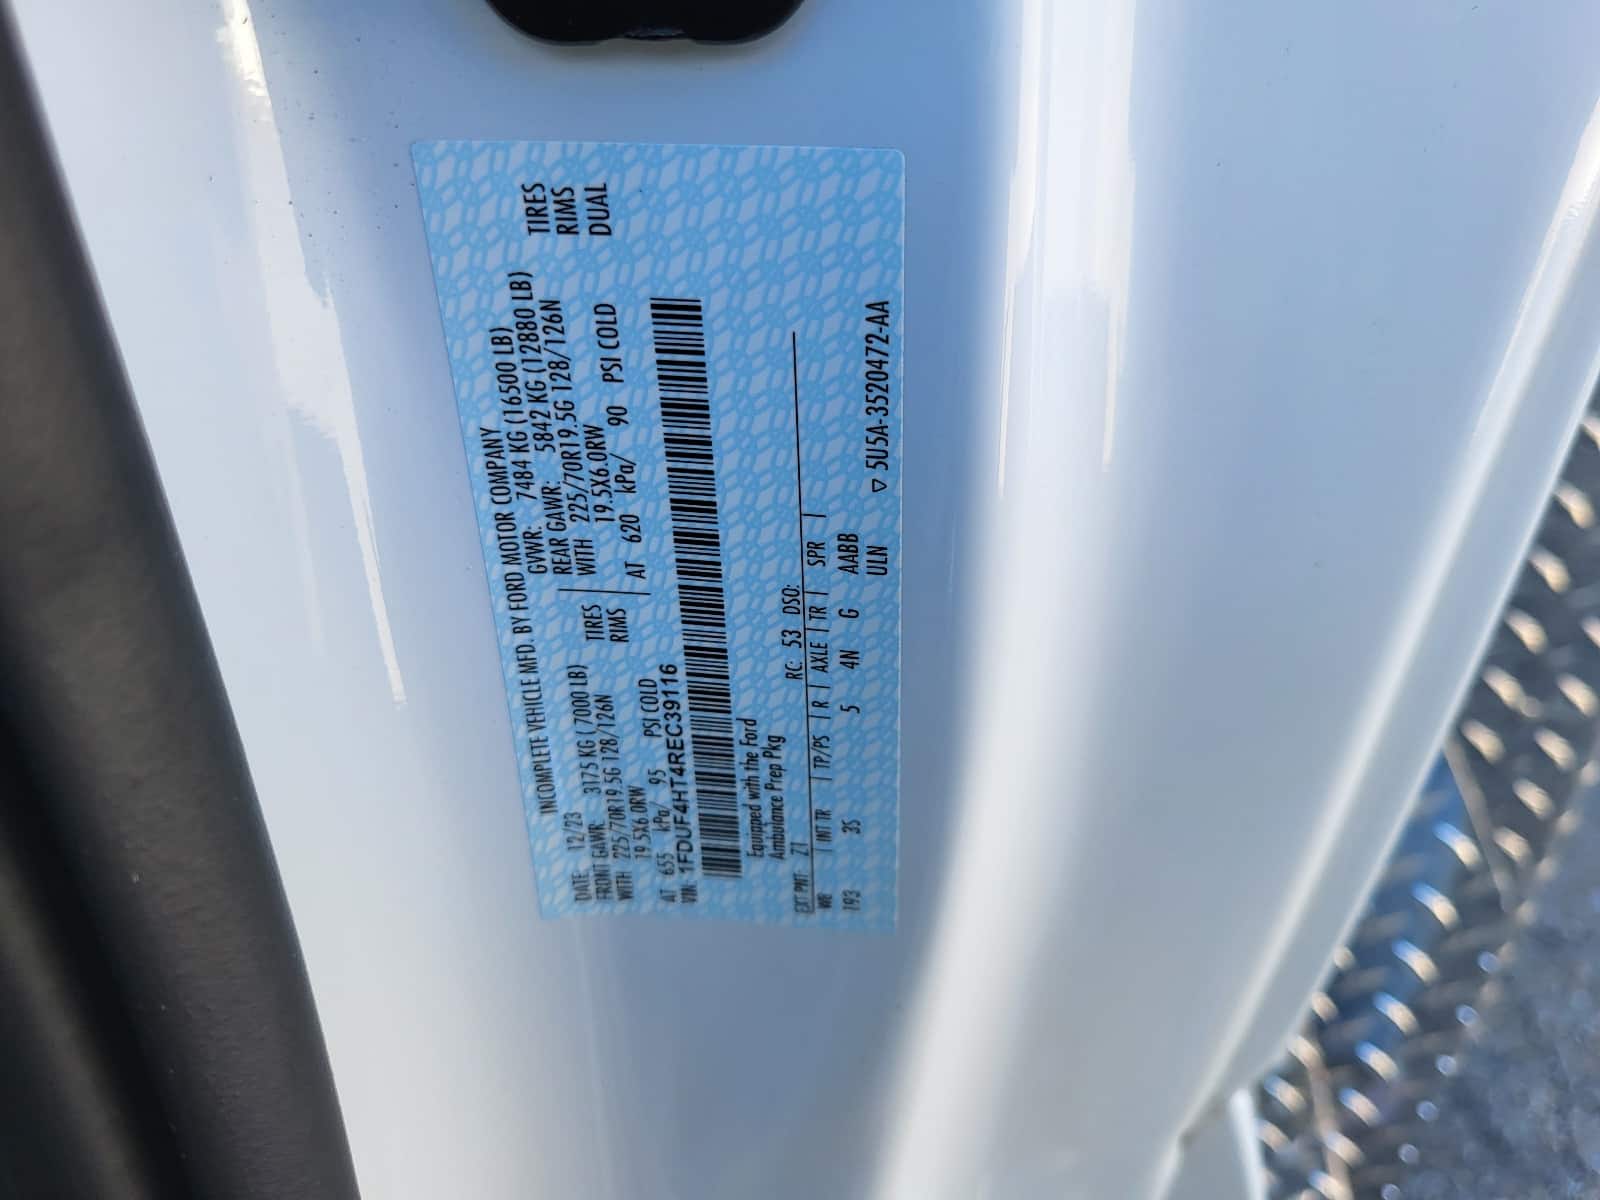 INCOMPLETE VEHICLE MFD. BY FORD MOTOR COMPANY
DATE: 12/23 GVWR: 7484 KG (16500 LB)
FRONT GAWR: 3175 KG (7000 LB) REAR GAWR: 5842 KG (12880 LB)
WITH 225/70R19.5G 128/126N TIRES WITH 225/70R19.5G 128/126N TIRES
19.5X6.0RW RIMS 19.5X6.0RW RIMS
AT 655 kPa/ 95 PSI COLD AT 620 kPa/ 90 PSI COLD DUAL
VIN: 1FDUF4HT4REC39116
Equipped with the Ford
Ambulance Prep Pkg
EXT PNT: Z1 RC: 53 DSO:
WB INT TR TP/PS R AXLE TR SPR
193 3S 5 4N G AABB
ULN ▽ 5U5A-3520472-AA